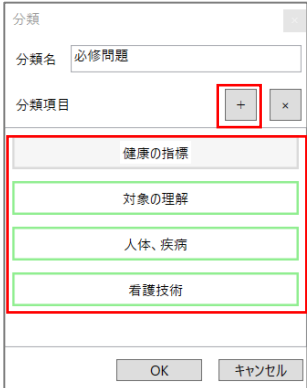 分類
×
分類名 必修問題
分類項目 + ×
健康の指標
対象の理解
人体、疾病
看護技術
OK キャンセル